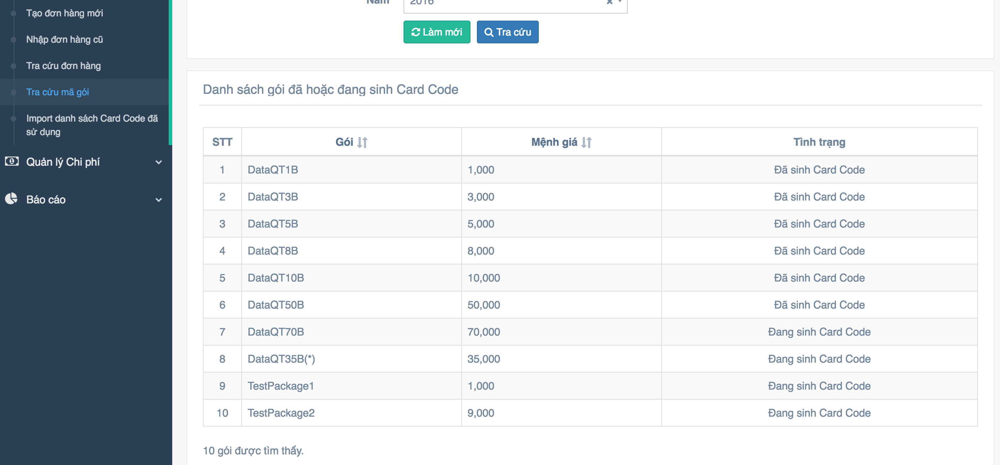 Tạo đơn hàng mới
Nhập đơn hàng cũ
Tra cứu đơn hàng
Tra cứu mã gói
Import danh sách Card Code đã
sử dụng
Quản lý Chi phí
Báo cáo
Năm 2016
Làm mới Tra cứu
Danh sách gói đã hoặc đang sinh Card Code
STT Gói Mệnh giá Tình trạng
1 DataQT1B 1,000 Đã sinh Card Code
2 DataQT3B 3,000 Đã sinh Card Code
3 DataQT5B 5,000 Đã sinh Card Code
4 DataQT8B 8,000 Đã sinh Card Code
5 DataQT10B 10,000 Đã sinh Card Code
6 DataQT50B 50,000 Đã sinh Card Code
7 DataQT70B 70,000 Đang sinh Card Code
8 DataQT35B(*) 35,000 Đang sinh Card Code
9 TestPackage1 1,000 Đang sinh Card Code
10 TestPackage2 9,000 Đang sinh Card Code
10 gói được tìm thấy.